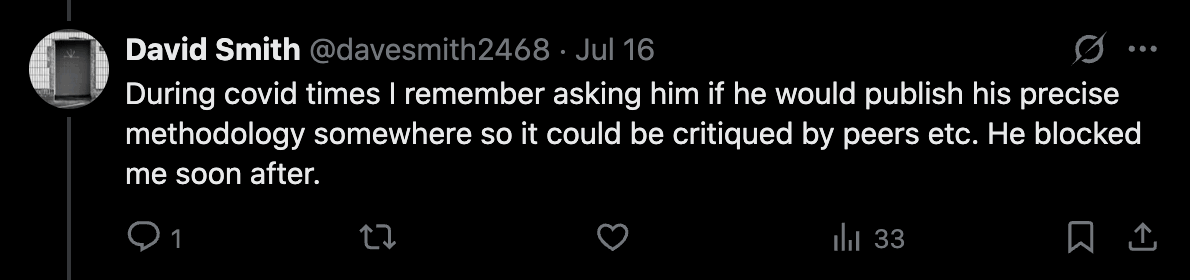 David Smith @davesmith2468 · Jul 16
During covid times I remember asking him if he would publish his precise
methodology somewhere so it could be critiqued by peers etc. He blocked
me soon after.
1 33